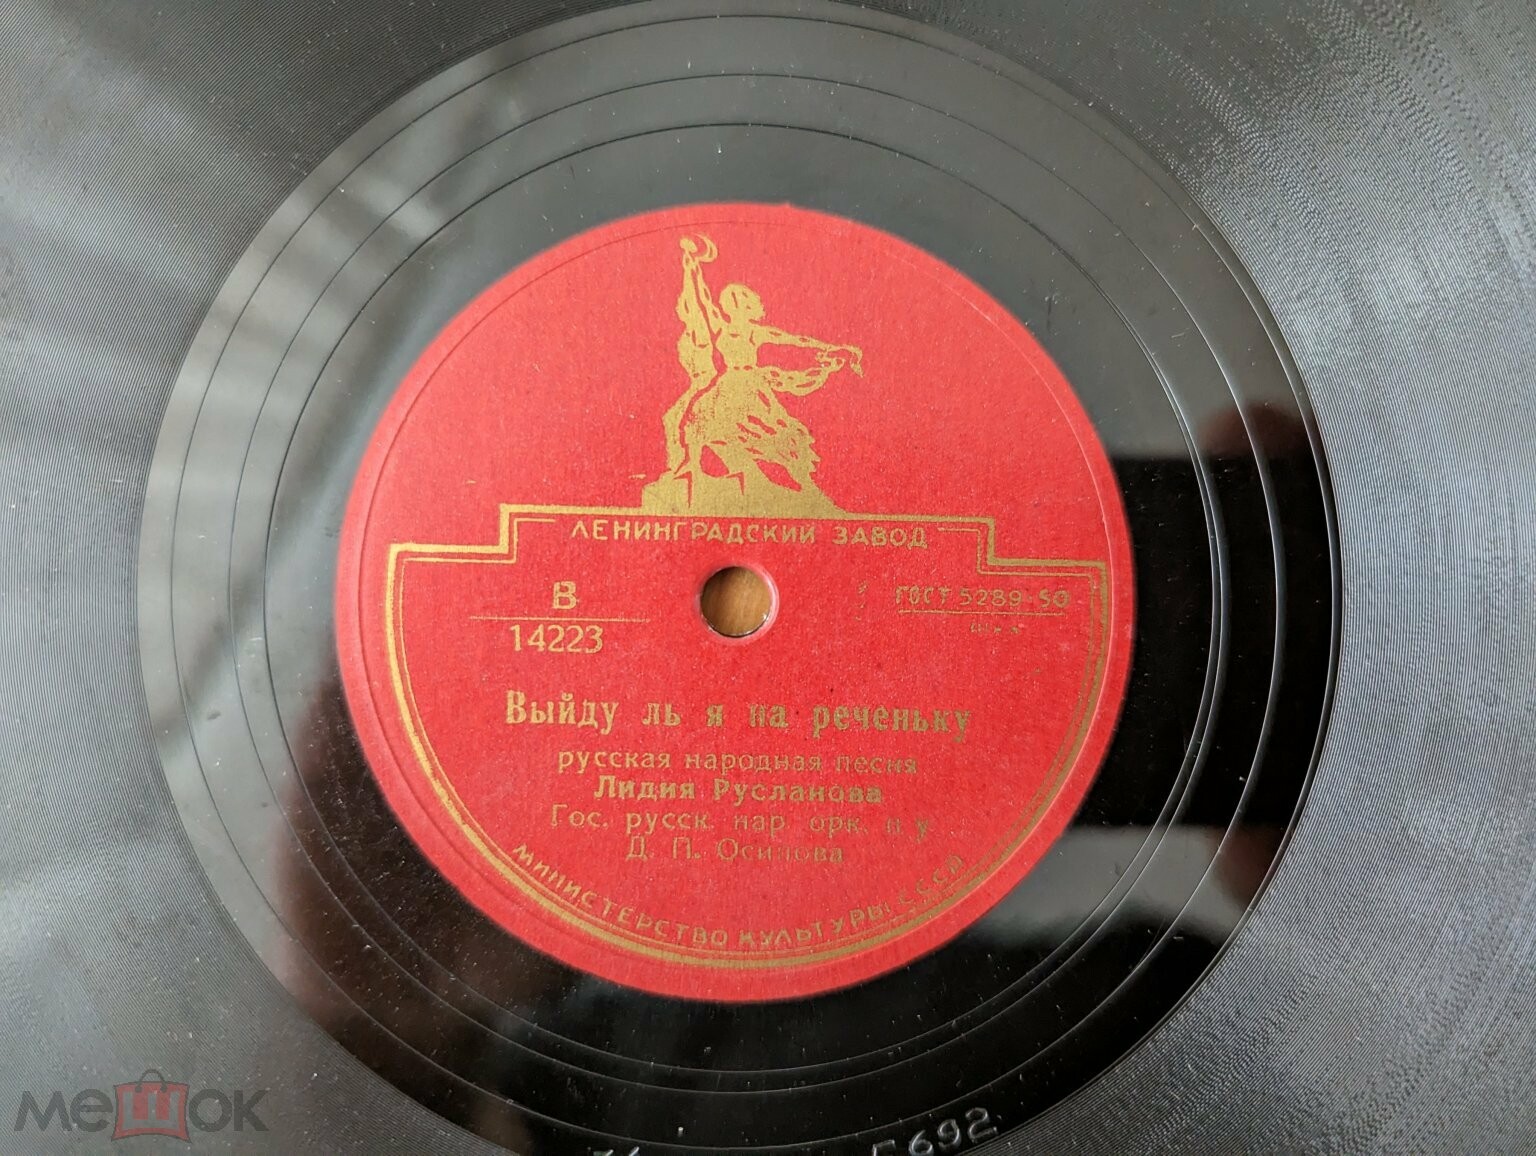 ЛЕНИНГРАДСКИЙ ЗАВОД
В
14223
ГОСТ 5289-50
Выйду ль я на реченьку
русская народная песня
Лидия Русланова
Гос. русск. нар. орк. п/у
Д. П. Осипова
МИНИСТЕРСТВО КУЛЬТУРЫ СССР
5692
мешок